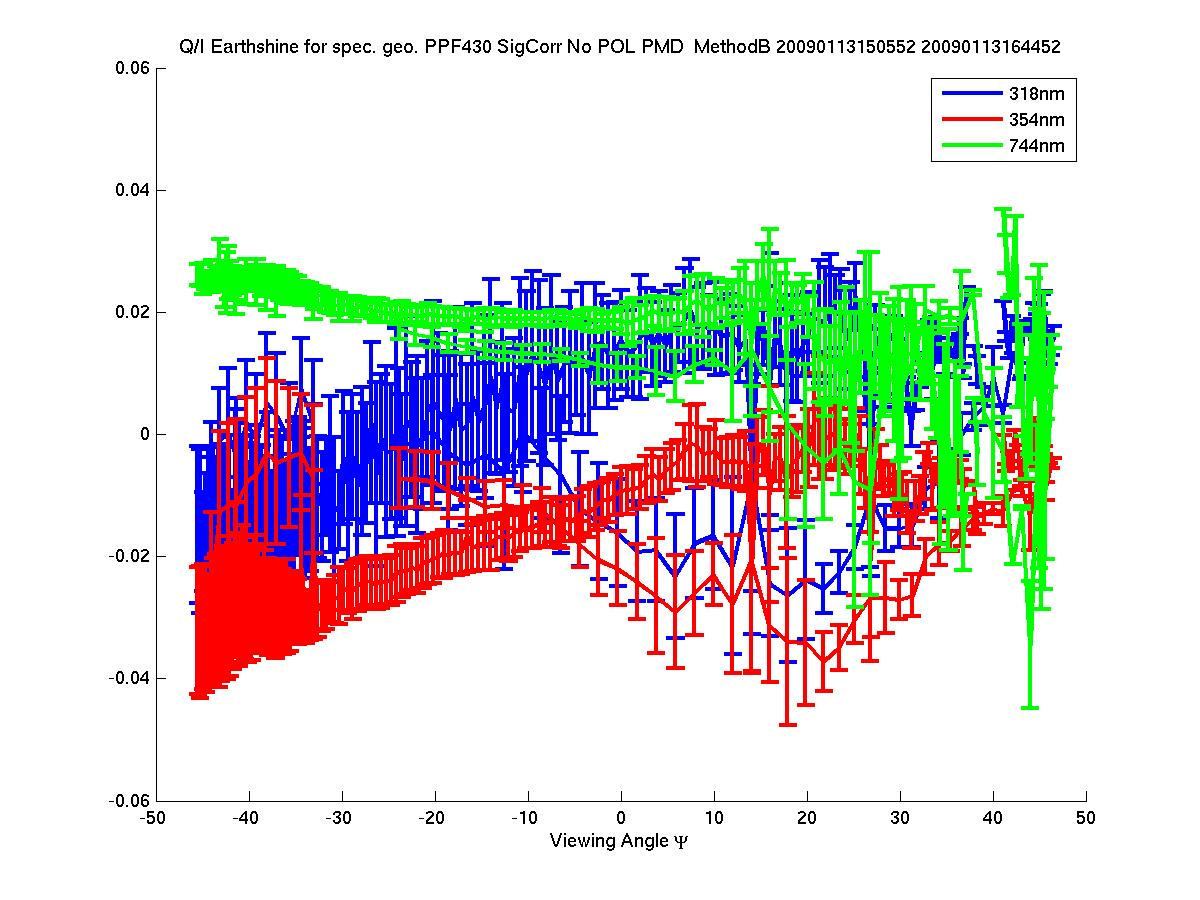 Q/I Earthshine for spec. geo. PPF430 SigCorr No POL PMD  MethodB 20090113150552 20090113164452
318nm
354nm
744nm
0.06
0.04
0.02
0
-0.02
-0.04
-0.06
-50 -40 -30 -20 -10 0 10 20 30 40 50
Viewing Angle Ψ